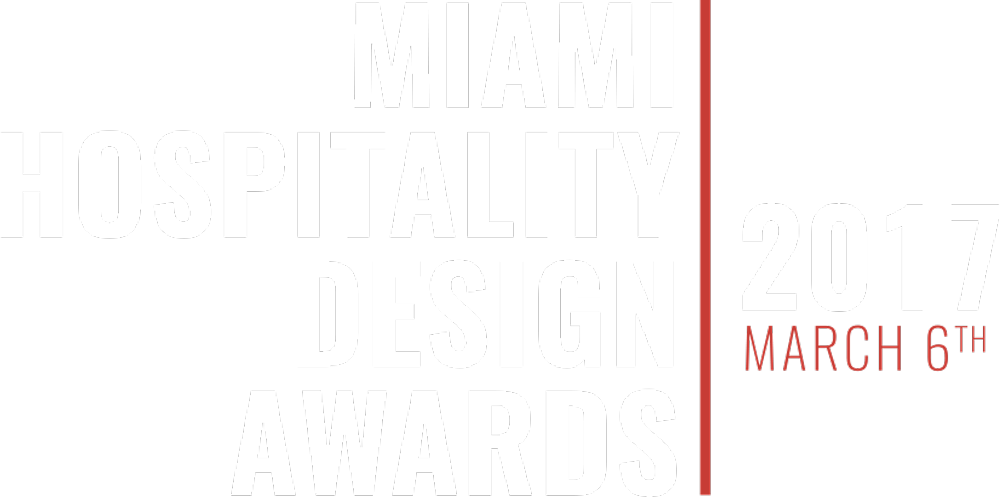 MIAMI
HOSPITALITY
DESIGN
AWARDS
2017
MARCH 6TH